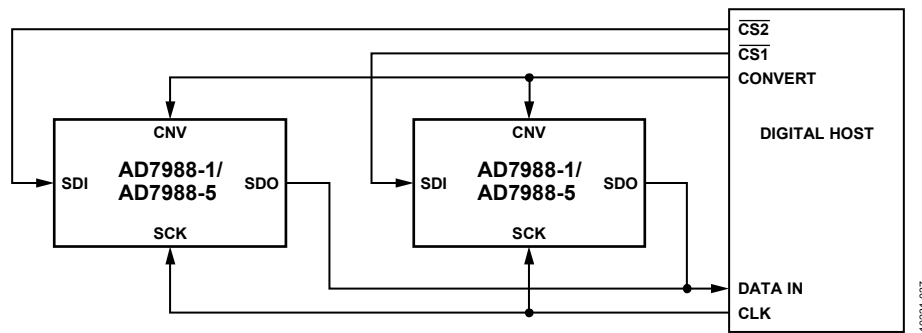 CS2
CS1
CONVERT
DIGITAL HOST
DATA IN
CLK
CNV
AD7988-1/
AD7988-5
SDI
SDO
SCK
CNV
AD7988-1/
AD7988-5
SDI
SDO
SCK